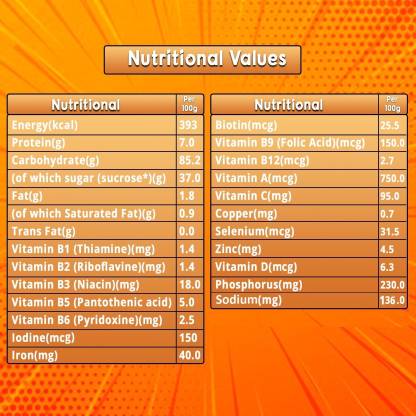 Nutritional Values
Nutritional Per 100g
Energy(kcal) 393
Protein(g) 7.0
Carbohydrate(g) 85.2
(of which sugar (sucrose*)(g) 37.0
Fat(g) 1.8
(of which Saturated Fat)(g) 0.9
Trans Fat(g) 0.0
Vitamin B1 (Thiamine)(mg) 1.4
Vitamin B2 (Riboflavine)(mg) 1.4
Vitamin B3 (Niacin)(mg) 18.0
Vitamin B5 (Pantothenic acid) 5.0
Vitamin B6 (Pyridoxine)(mg) 2.5
Iodine(mcg) 150
Iron(mg) 40.0
Nutritional Per 100g
Biotin(mcg) 25.5
Vitamin B9 (Folic Acid)(mcg) 150.0
Vitamin B12(mcg) 2.7
Vitamin A(mcg) 750.0
Vitamin C(mg) 95.0
Copper(mg) 0.7
Selenium(mcg) 31.5
Zinc(mg) 4.5
Vitamin D(mcg) 6.3
Phosphorus(mg) 230.0
Sodium(mg) 136.0